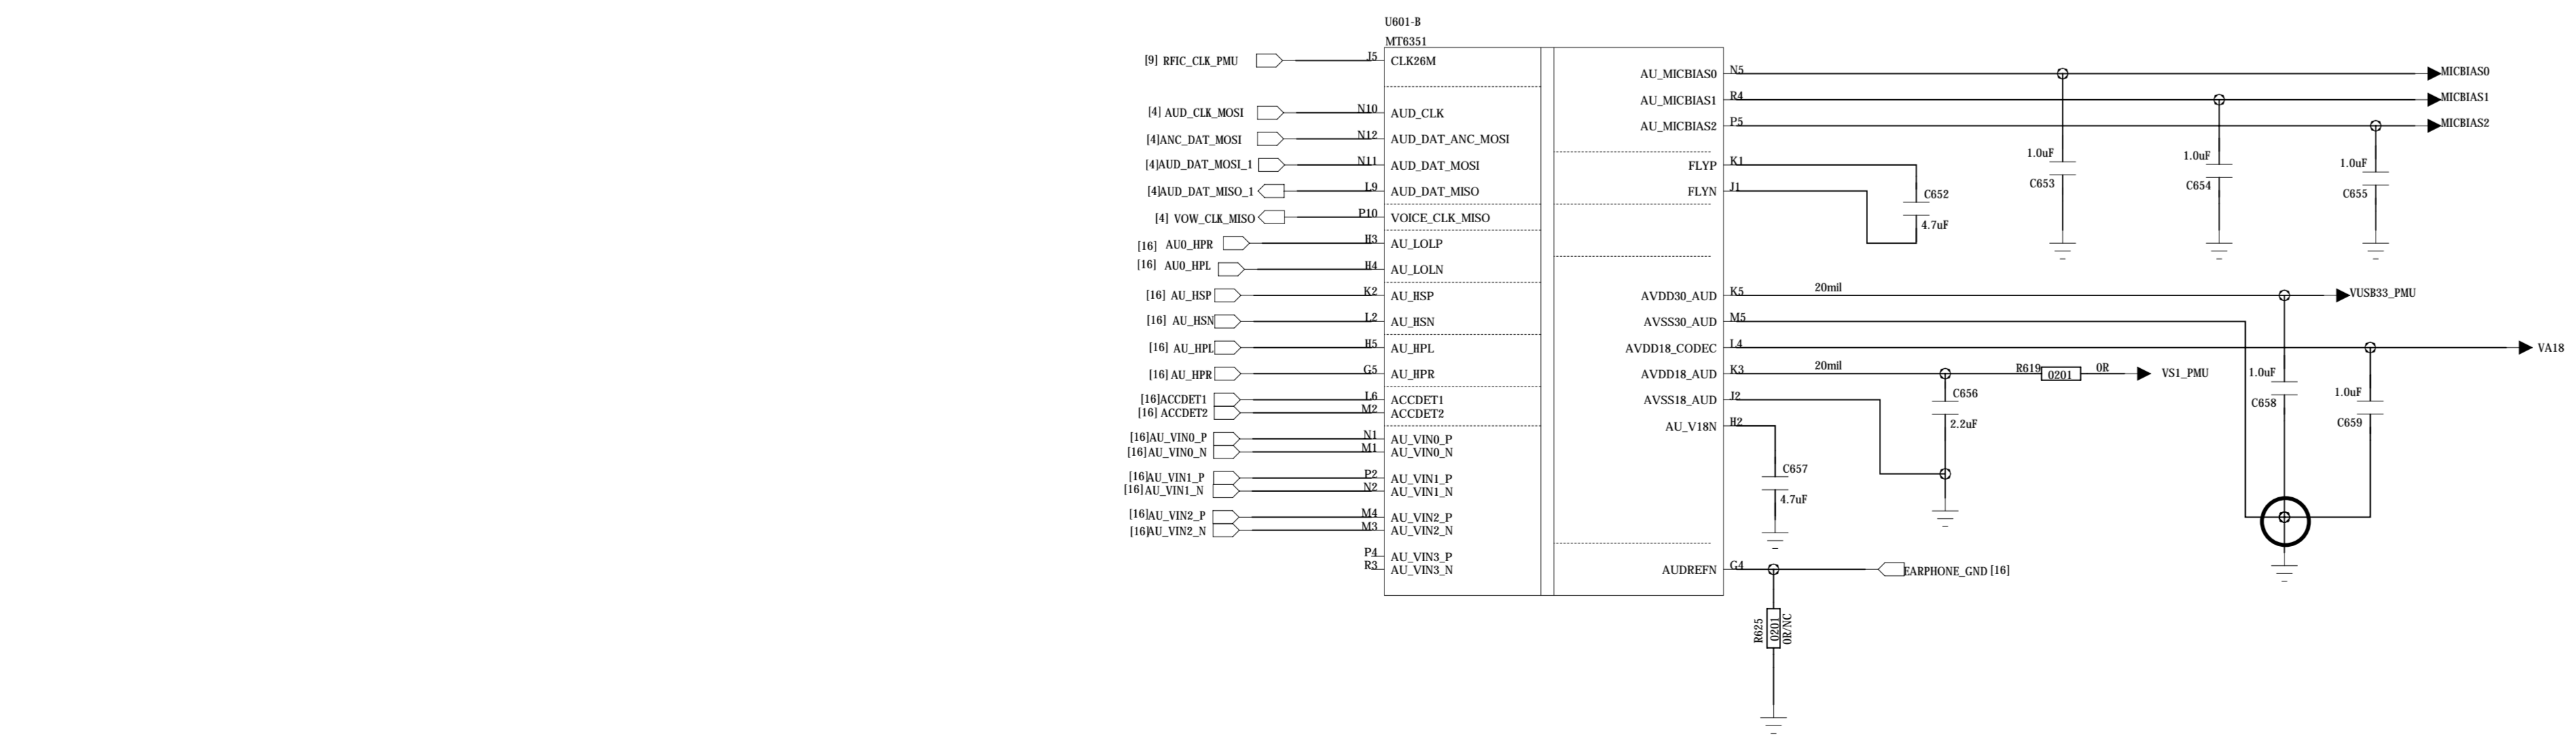 U601-B
MT6351
[9] RFIC_CLK_PMU J5 CLK26M
[4] AUD_CLK_MOSI N10 AUD_CLK
[4]ANC_DAT_MOSI N12 AUD_DAT_ANC_MOSI
[4]AUD_DAT_MOSI_1 N11 AUD_DAT_MOSI
[4]AUD_DAT_MISO_1 L9 AUD_DAT_MISO
[4] VOW_CLK_MISO P10 VOICE_CLK_MISO
[16] AUO_HPR H3 AU_LOLP
[16] AUO_HPL H4 AU_LOLN
[16] AU_HSP K2 AU_HSP
[16] AU_HSN L2 AU_HSN
[16] AU_HPL H5 AU_HPL
[16] AU_HPR G5 AU_HPR
[16]ACCDET1 L6 ACCDET1
[16] ACCDET2 M2 ACCDET2
[16]AU_VIN0_P N1 AU_VIN0_P
[16]AU_VIN0_N M1 AU_VIN0_N
[16]AU_VIN1_P P2 AU_VIN1_P
[16]AU_VIN1_N N2 AU_VIN1_N
[16]AU_VIN2_P M4 AU_VIN2_P
[16]AU_VIN2_N M3 AU_VIN2_N
P4 AU_VIN3_P
R3 AU_VIN3_N
AU_MICBIAS0 N5 MICBIAS0
AU_MICBIAS1 R4 MICBIAS1
AU_MICBIAS2 P5 MICBIAS2
1.0uF
C653
1.0uF
C654
1.0uF
C655
FLYP K1
FLYN J1
C652
4.7uF
AVDD30_AUD K5 20mil VUSB33_PMU
AVSS30_AUD M5
AVDD18_CODEC L4 VA18
AVDD18_AUD K3 20mil R619 0201 0R VS1_PMU
AVSS18_AUD J2
AU_V18N H2
C656
2.2uF
1.0uF
C658
1.0uF
C659
C657
4.7uF
AUDREFN G4 EARPHONE_GND [16]
R625
0201
0R/NC